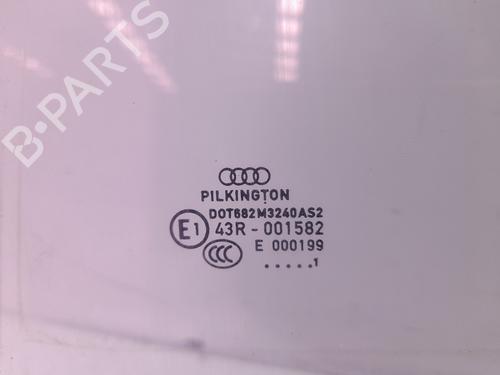 B-PARTS
PILKINGTON
DOT682M3240AS2
E1 43R-001582
CCC E 000199
.....1